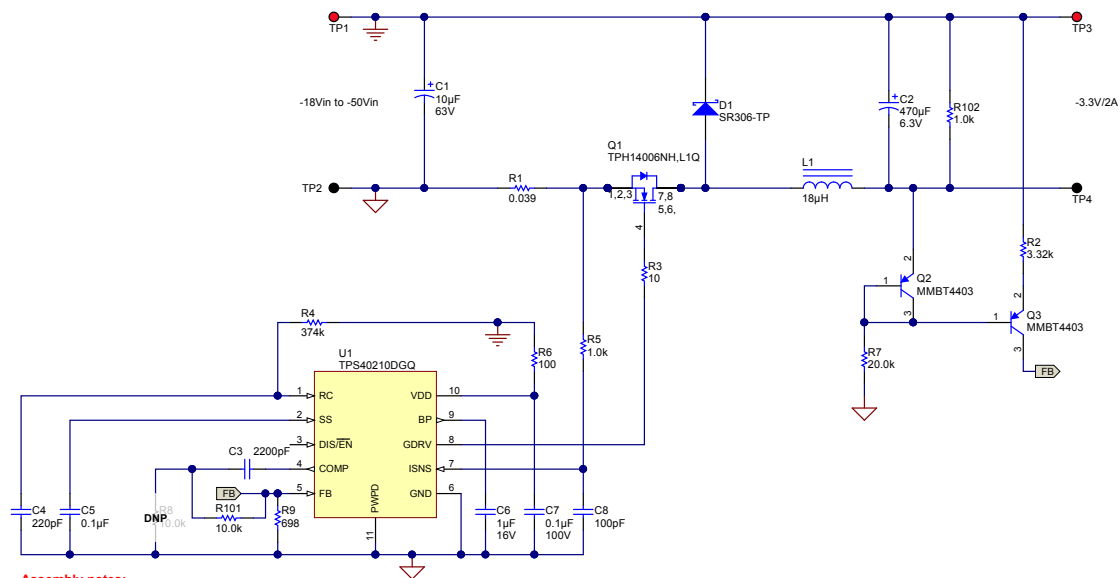 TP1
TP3
C1
10µF
63V
-18Vin to -50Vin
D1
SR306-TP
C2
470µF
6.3V
R102
1.0k
-3.3V/2A
Q1
TPH14006NH,L1Q
TP2
R1
0.039
1,2,3
7,8
5,6,
4
L1
18µH
TP4
R3
10
R2
3.32k
2
1
Q2
MMBT4403
3
2
1
Q3
MMBT4403
3
R7
20.0k
FB
R4
374k
R6
100
R5
1.0k
U1
TPS40210DGQ
1
RC
VDD
10
2
SS
BP
9
3
DIS/EN
GDRV
8
C3
2200pF
4
COMP
ISNS
7
FB
5
FB
GND
6
PWPD
11
C4
220pF
C5
0.1µF
DNP
R8
10.0k
R101
10.0k
R9
698
C6
1µF
16V
C7
0.1µF
100V
C8
100pF
Assembly notes: